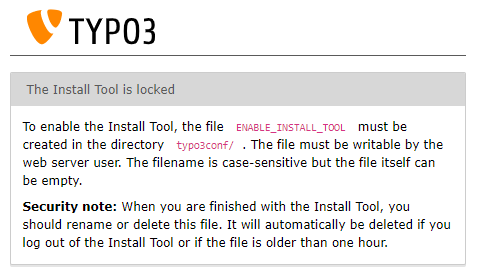 TYPO3
The Install Tool is locked
To enable the Install Tool, the file ENABLE_INSTALL_TOOL must be
created in the directory typo3conf/ . The file must be writable by the
web server user. The filename is case-sensitive but the file itself can
be empty.
Security note: When you are finished with the Install Tool, you
should rename or delete this file. It will automatically be deleted if you
log out of the Install Tool or if the file is older than one hour.